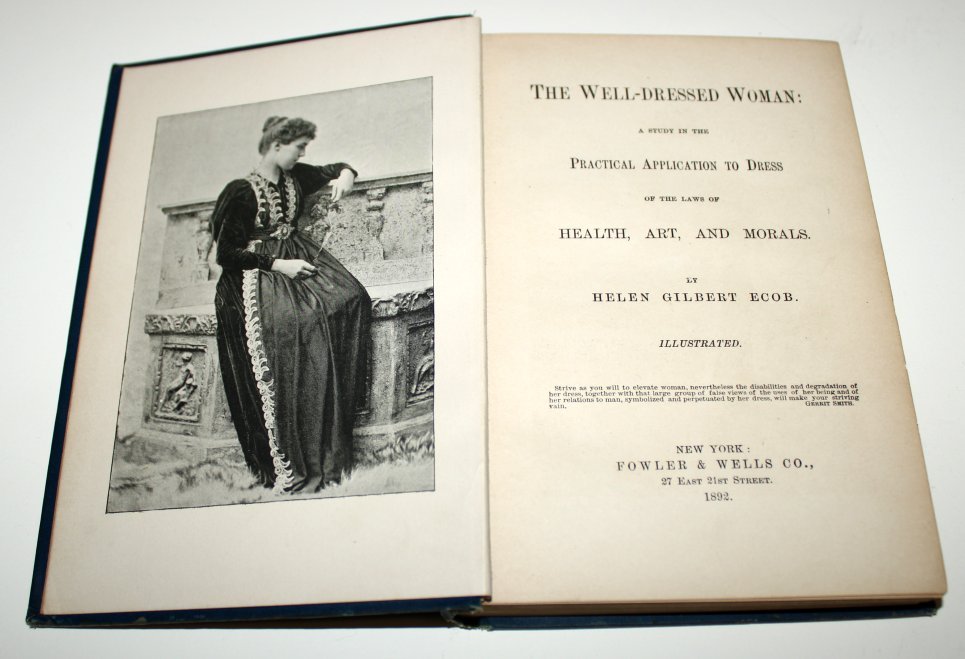 THE WELL-DRESSED WOMAN:
A STUDY IN THE
PRACTICAL APPLICATION TO DRESS
OF THE LAWS OF
HEALTH, ART, AND MORALS.
BY
HELEN GILBERT ECOB.
ILLUSTRATED.
Strive as you will to elevate woman, nevertheless the disabilities and degradation of
her dress, together with that large group of false views of the uses of her being and of
her relations to man, symbolized and perpetuated by her dress, will make your striving
vain. GERRIT SMITH.
NEW YORK:
FOWLER & WELLS CO.,
27 EAST 21ST STREET.
1892.